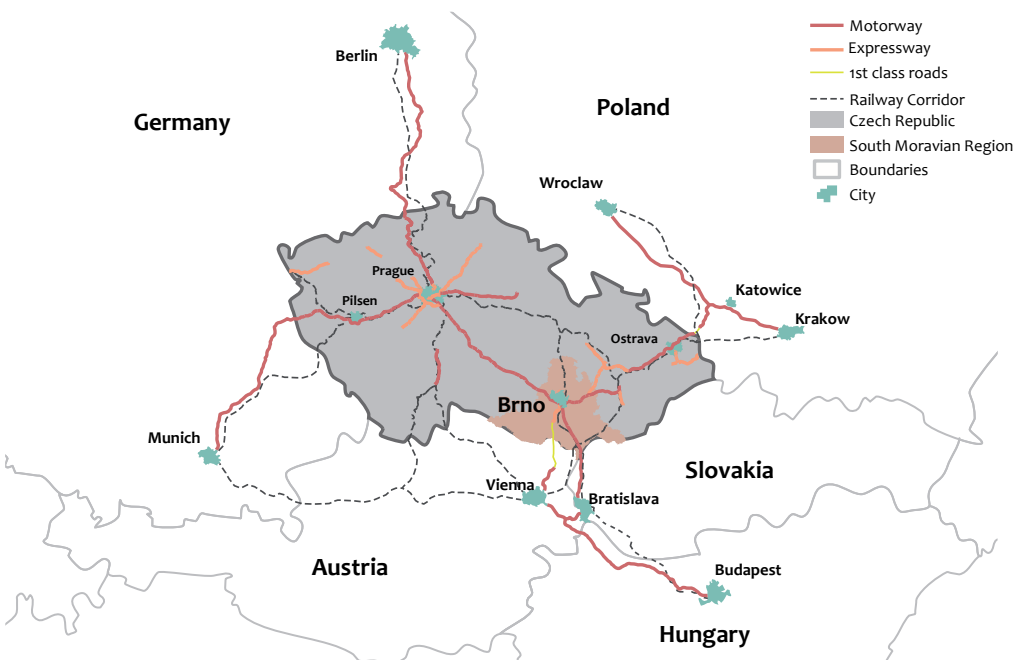 Motorway
Expressway
1st class roads
Railway Corridor
Czech Republic
South Moravian Region
Boundaries
City
Berlin
Germany
Poland
Wroclaw
Prague
Pilsen
Katowice
Krakow
Ostrava
Brno
Munich
Slovakia
Vienna
Bratislava
Austria
Budapest
Hungary